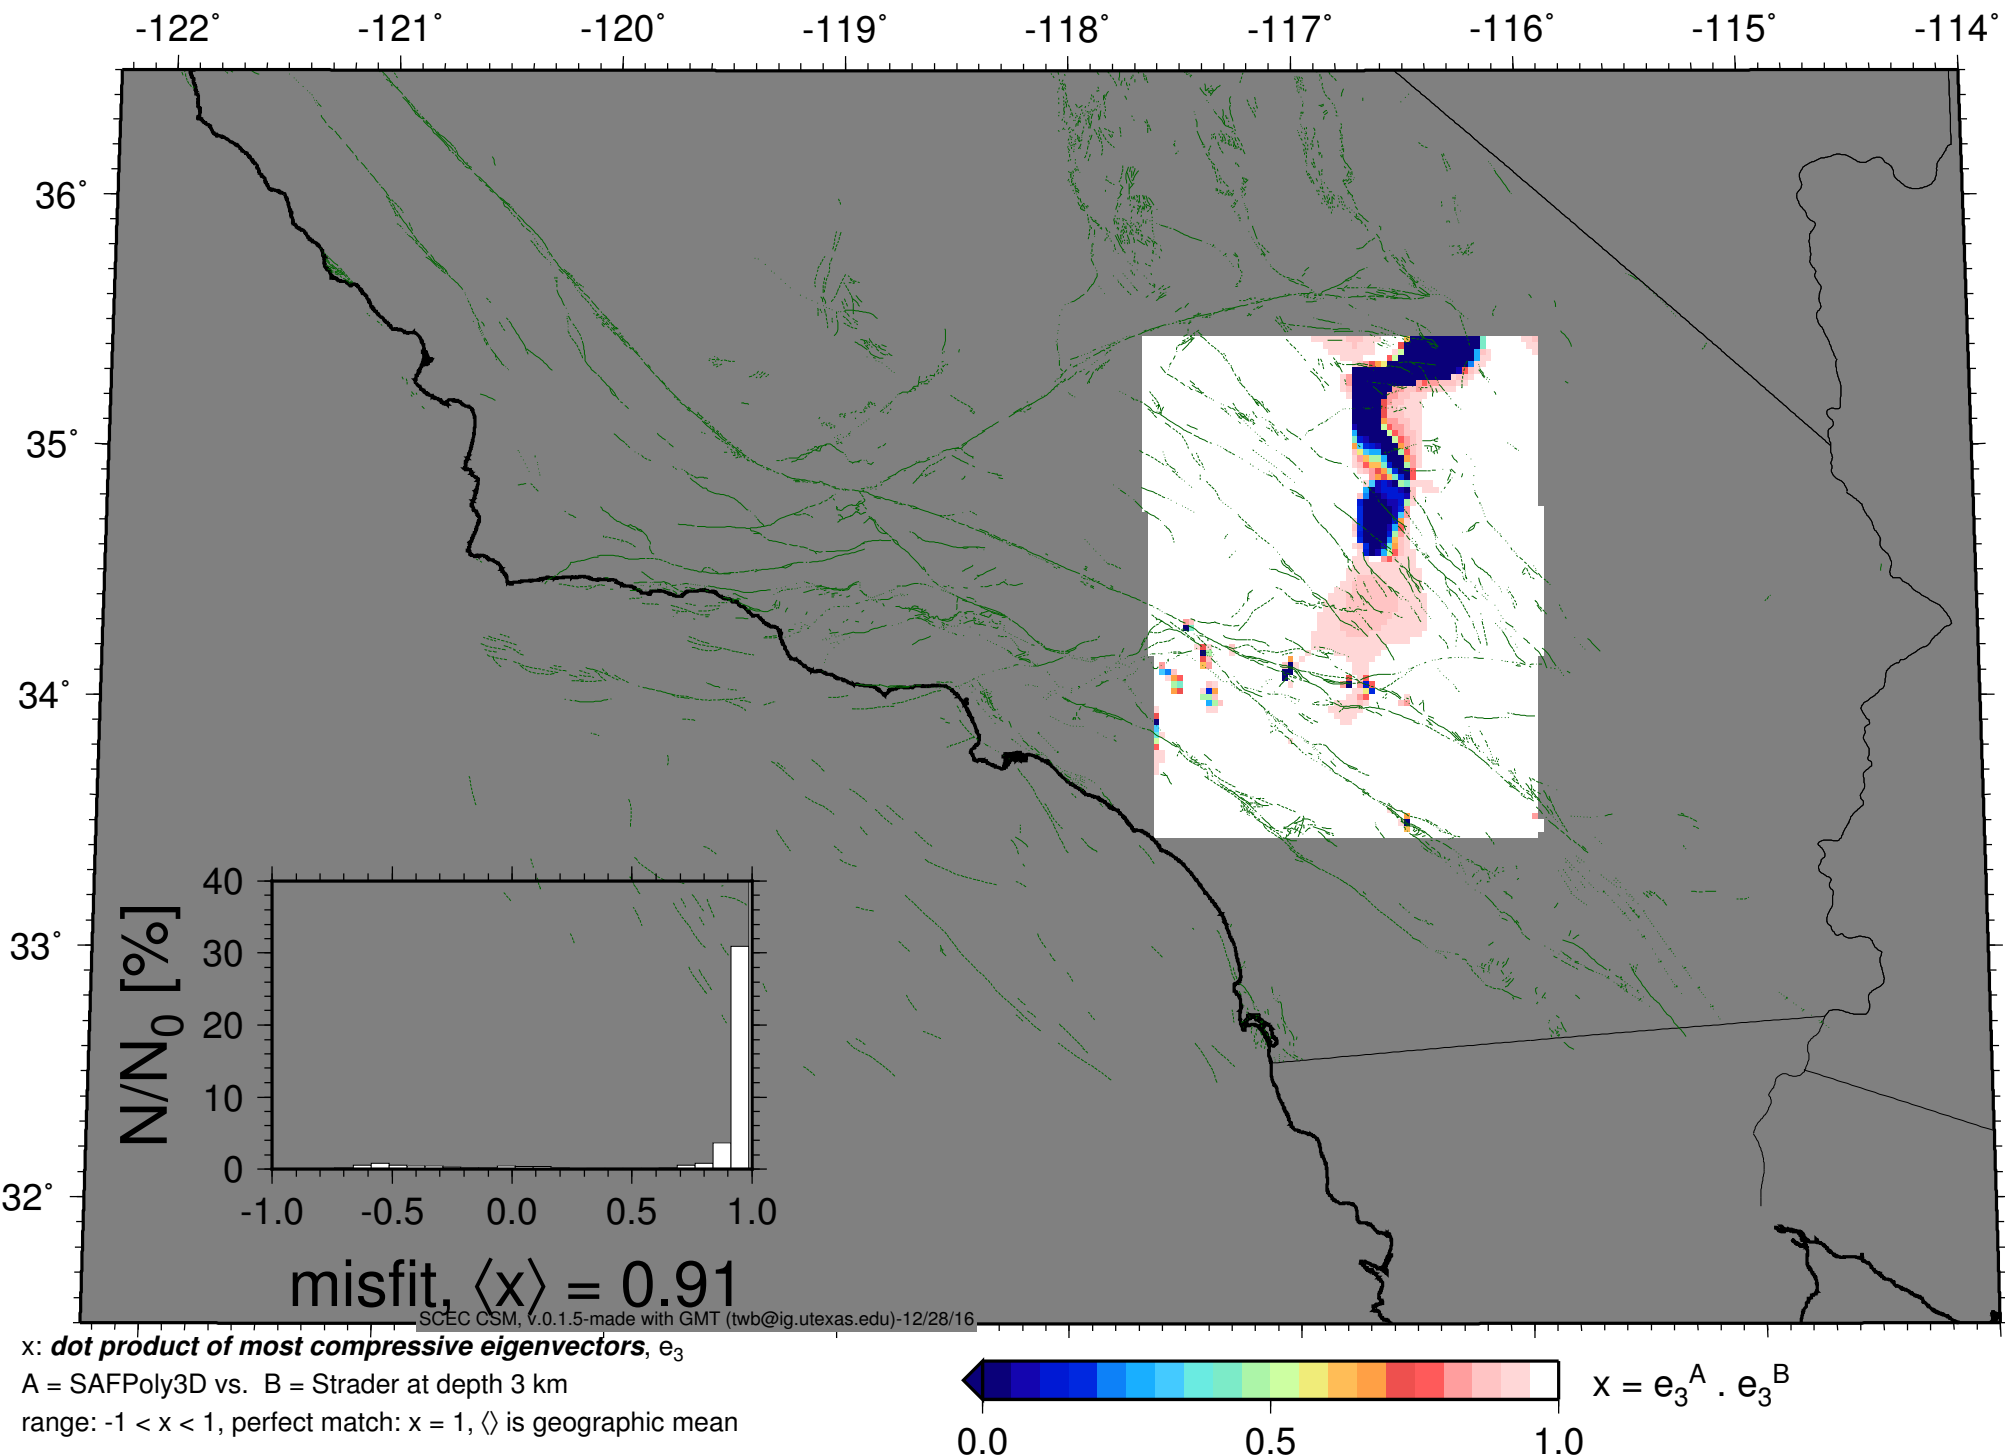 -122° -121° -120° -119° -118° -117° -116° -115° -114°
36°
35°
34°
33°
32°
N/N0 [%]
40
30
20
10
0
-1.0 -0.5 0.0 0.5 1.0
misfit, ⟨x⟩ = 0.91
SCEC CSM, v.0.1.5-made with GMT (twb@ig.utexas.edu)-12/28/16
x: dot product of most compressive eigenvectors, e3
A = SAFPoly3D vs. B = Strader at depth 3 km
range: -1 < x < 1, perfect match: x = 1, ⟨⟩ is geographic mean
x = e3^A . e3^B
0.0 0.5 1.0